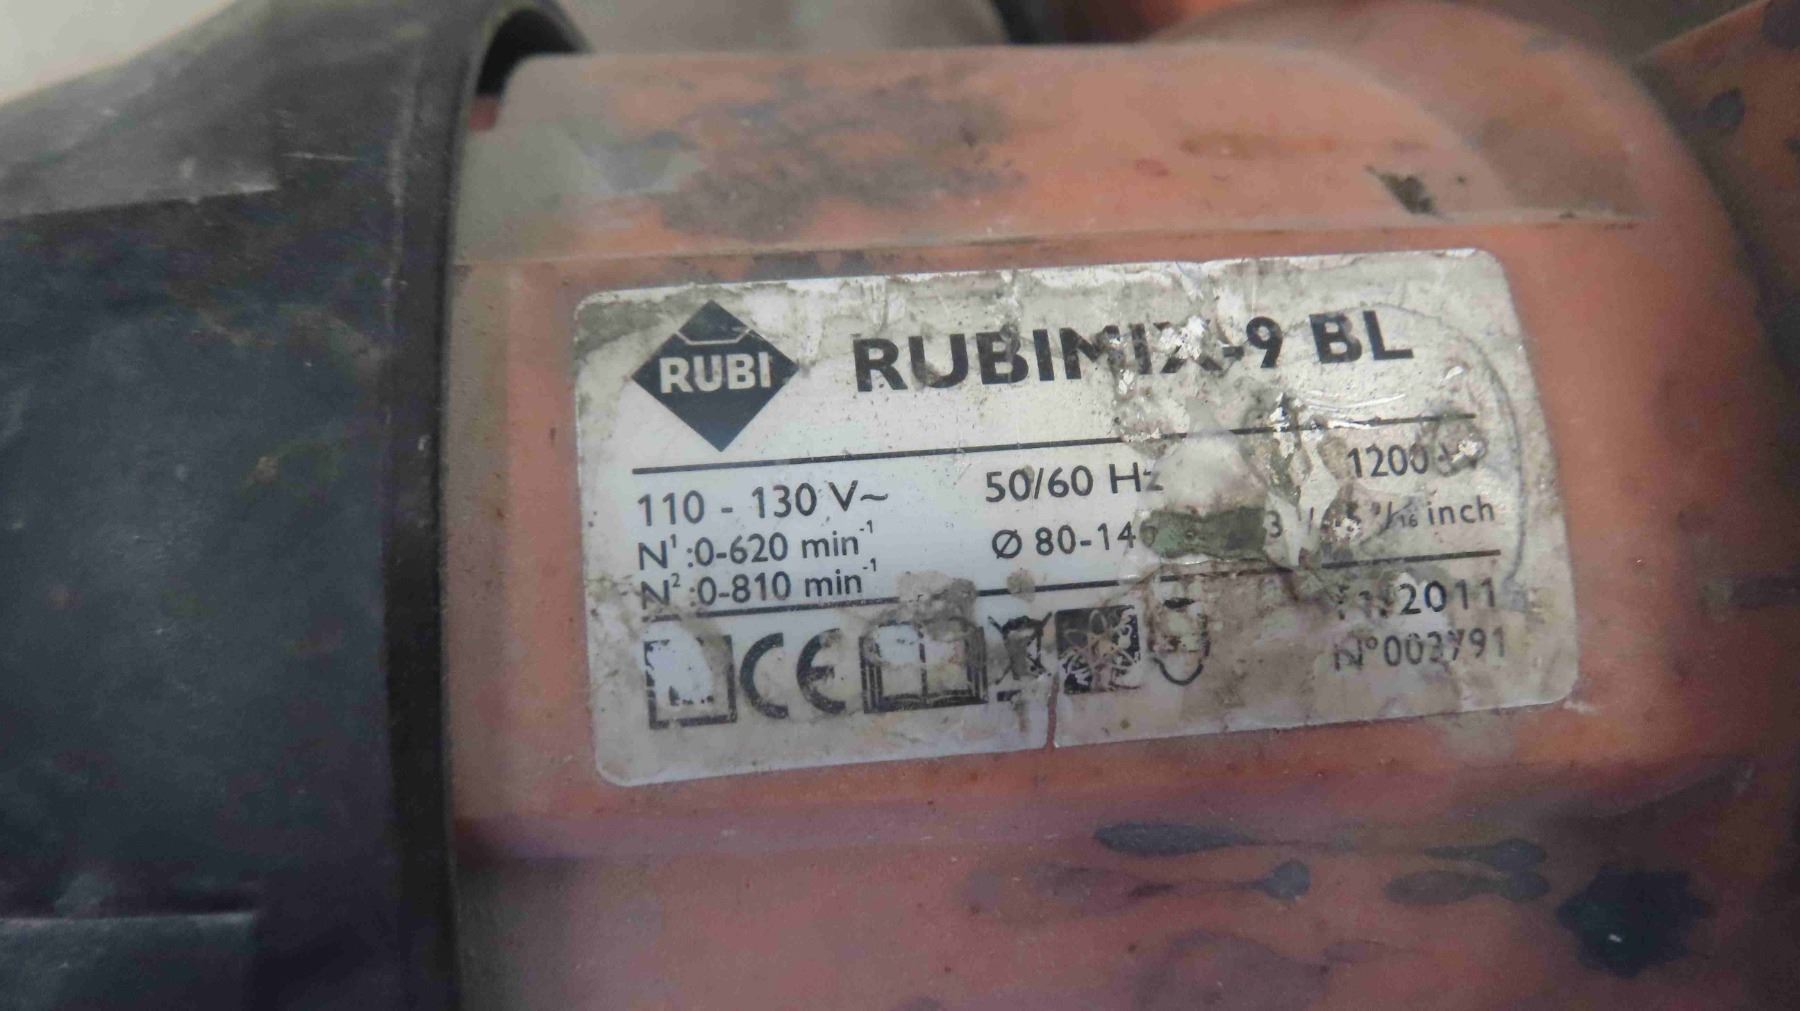 RUBI
RUBIMIX-9 BL
110 - 130 V~ 50/60 Hz 1200
N¹:0-620 min⁻¹ Ø 80-140 inch
N²:0-810 min⁻¹
2011
CE
Nº002791